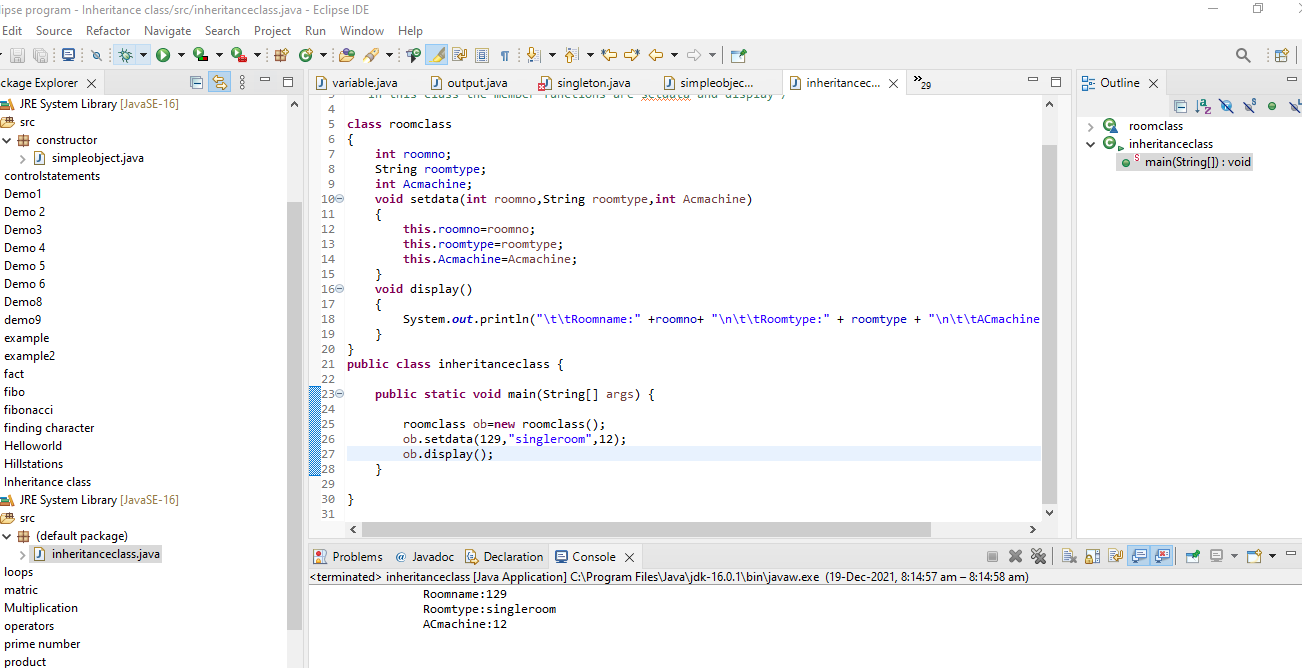 lipse program - Inheritance class/src/inheritanceclass.java - Eclipse IDE
Edit Source Refactor Navigate Search Project Run Window Help
ckage Explorer
JRE System Library [JavaSE-16]
src
constructor
simpleobject.java
controlstatements
Demo1
Demo 2
Demo3
Demo 4
Demo 5
Demo 6
Demo8
demo9
example
example2
fact
fibo
fibonacci
finding character
Helloworld
Hillstations
Inheritance class
JRE System Library [JavaSE-16]
src
(default package)
inheritanceclass.java
loops
matric
Multiplication
operators
prime number
product
variable.java output.java singleton.java simpleobjec... inheritancec... »29
In this class the member functions are setdata and display*/
4
5 class roomclass
6 {
7 int roomno;
8 String roomtype;
9 int Acmachine;
10 void setdata(int roomno,String roomtype,int Acmachine)
11 {
12 this.roomno=roomno;
13 this.roomtype=roomtype;
14 this.Acmachine=Acmachine;
15 }
16 void display()
17 {
18 System.out.println("\t\tRoomname:" +roomno+ "\n\t\tRoomtype:" + roomtype + "\n\t\tACmachine
19 }
20 }
21 public class inheritanceclass {
22
23 public static void main(String[] args) {
24
25 roomclass ob=new roomclass();
26 ob.setdata(129,"singleroom",12);
27 ob.display();
28 }
29
30 }
31
Outline
roomclass
inheritanceclass
main(String[]) : void
Problems @ Javadoc Declaration Console
<terminated> inheritanceclass [Java Application] C:\Program Files\Java\jdk-16.0.1\bin\javaw.exe (19-Dec-2021, 8:14:57 am – 8:14:58 am)
Roomname:129
Roomtype:singleroom
ACmachine:12